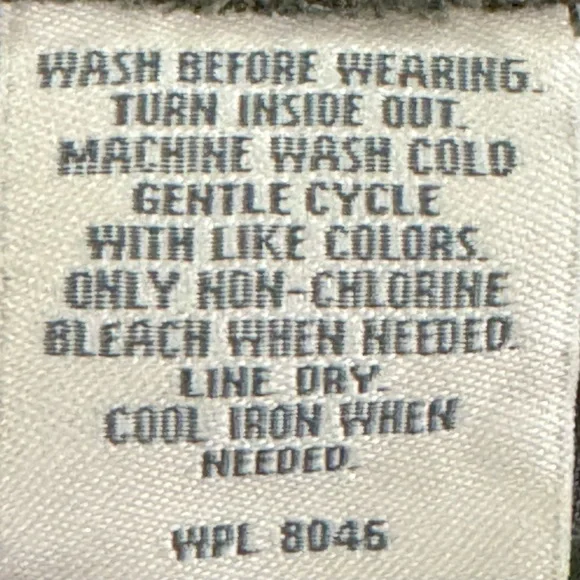 WASH BEFORE WEARING.
TURN INSIDE OUT.
MACHINE WASH COLD
GENTLE CYCLE
WITH LIKE COLORS.
ONLY NON-CHLORINE
BLEACH WHEN NEEDED.
LINE DRY.
COOL IRON WHEN
NEEDED.
WPL 8046